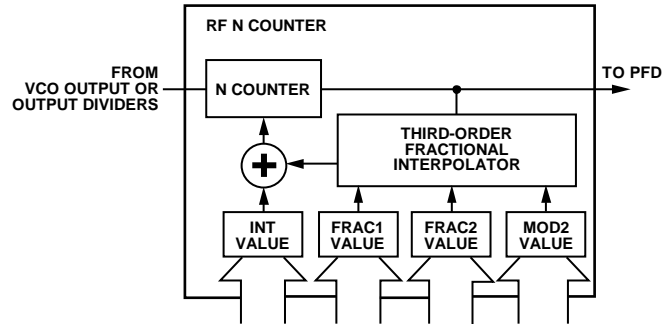 RF N COUNTER
FROM
VCO OUTPUT OR
OUTPUT DIVIDERS
N COUNTER
TO PFD
THIRD-ORDER
FRACTIONAL
INTERPOLATOR
+
INT
VALUE
FRAC1
VALUE
FRAC2
VALUE
MOD2
VALUE